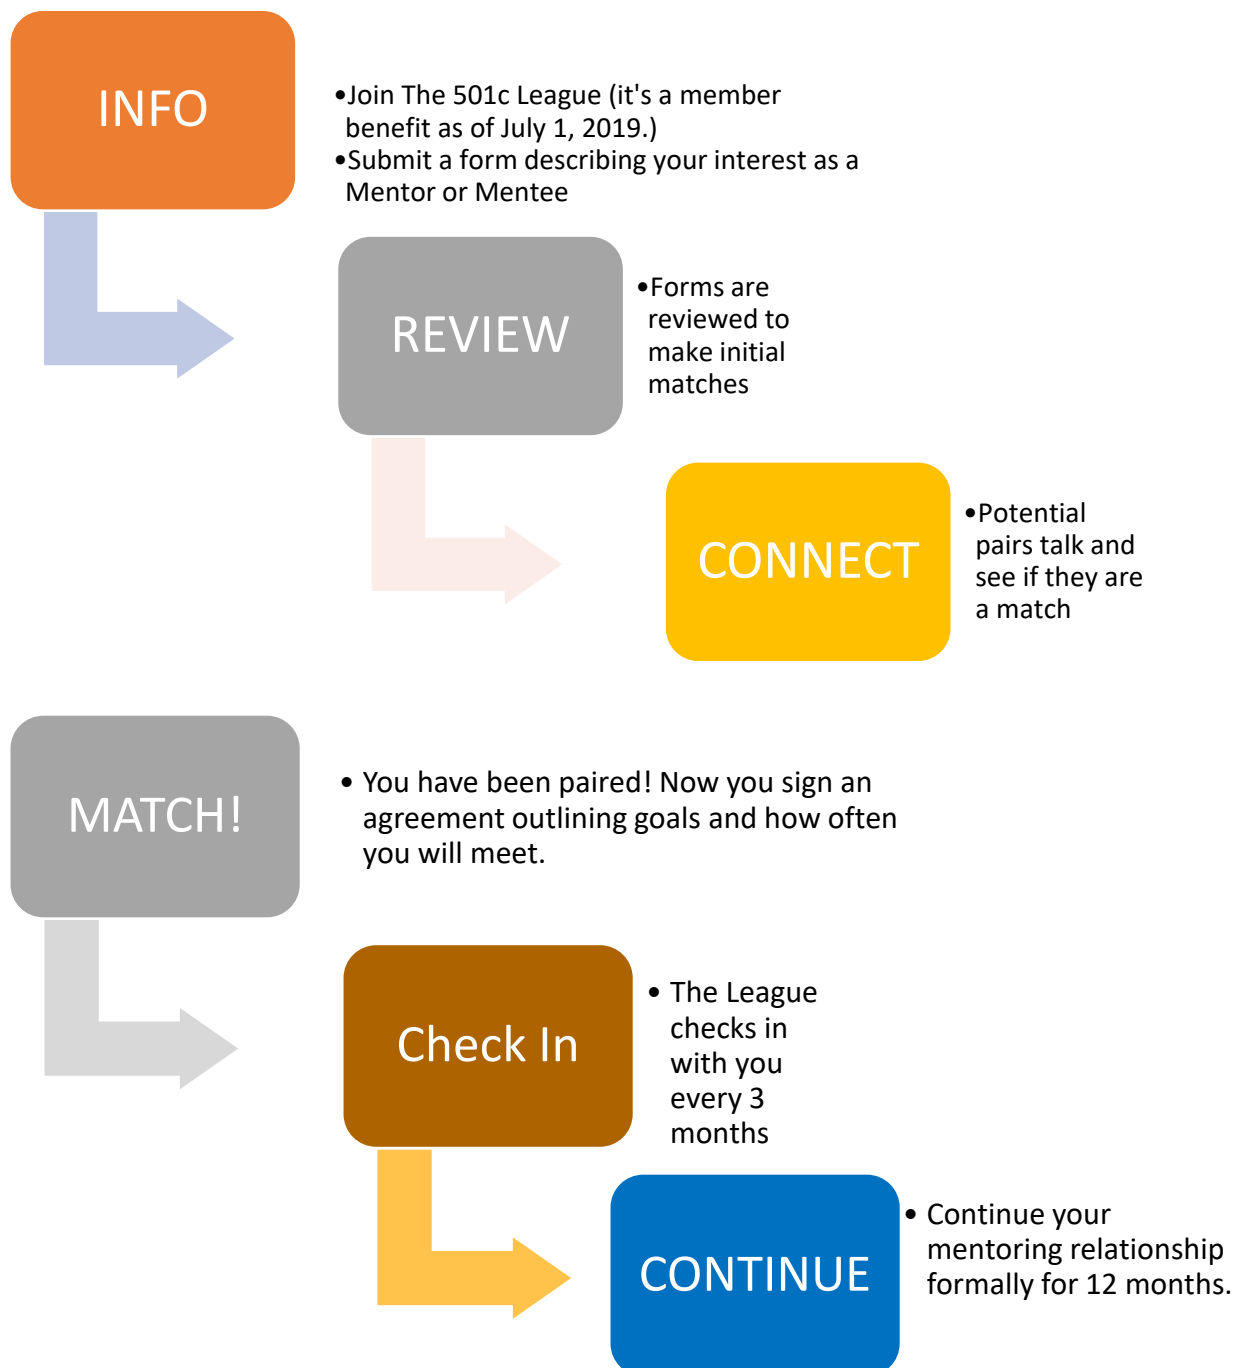 INFO
•Join The 501c League (it's a member
benefit as of July 1, 2019.)
•Submit a form describing your interest as a
Mentor or Mentee
REVIEW
•Forms are
reviewed to
make initial
matches
CONNECT
•Potential
pairs talk and
see if they are
a match
MATCH!
• You have been paired! Now you sign an
agreement outlining goals and how often
you will meet.
Check In
• The League
checks in
with you
every 3
months
CONTINUE
• Continue your
mentoring relationship
formally for 12 months.